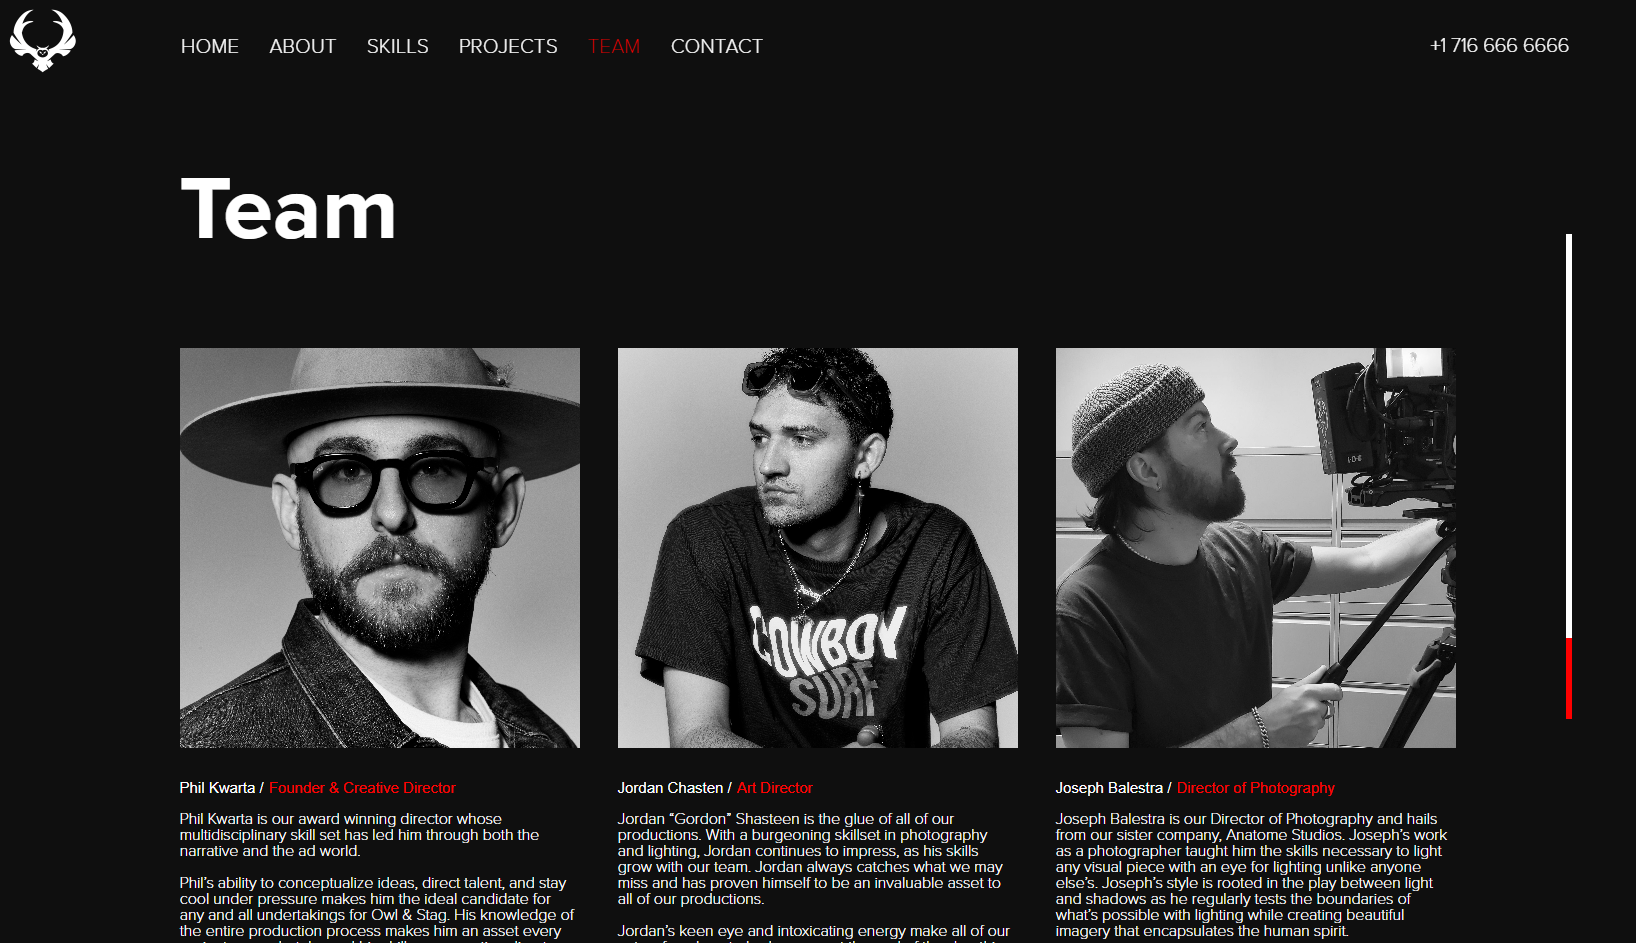 HOME ABOUT SKILLS PROJECTS TEAM CONTACT +1 716 666 6666
Team
COWBOY
SURF
Phil Kwarta / Founder & Creative Director
Phil Kwarta is our award winning director whose
multidisciplinary skill set has led him through both the
narrative and the ad world.
Phil’s ability to conceptualize ideas, direct talent, and stay
cool under pressure makes him the ideal candidate for
any and all undertakings for Owl & Stag. His knowledge of
the entire production process makes him an asset every
Jordan Chasten / Art Director
Jordan “Gordon” Shasteen is the glue of all of our
productions. With a burgeoning skillset in photography
and lighting, Jordan continues to impress, as his skills
grow with our team. Jordan always catches what we may
miss and has proven himself to be an invaluable asset to
all of our productions.
Jordan’s keen eye and intoxicating energy make all of our
Joseph Balestra / Director of Photography
Joseph Balestra is our Director of Photography and hails
from our sister company, Anatome Studios. Joseph’s work
as a photographer taught him the skills necessary to light
any visual piece with an eye for lighting unlike anyone
else’s. Joseph’s style is rooted in the play between light
and shadows as he regularly tests the boundaries of
what’s possible with lighting while creating beautiful
imagery that encapsulates the human spirit.